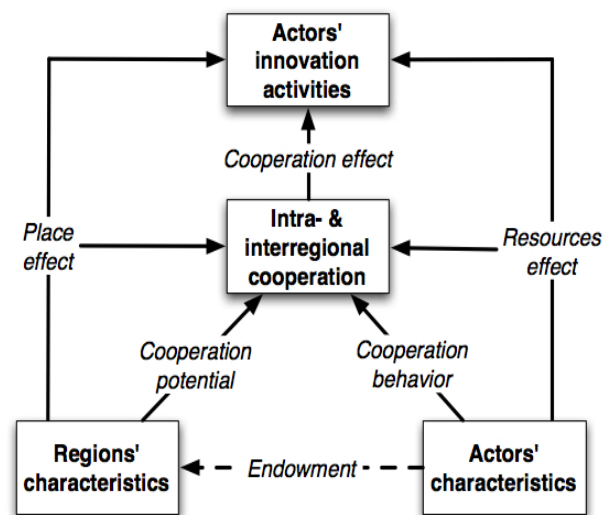 Actors'
innovation
activities
Cooperation effect
Intra- &
interregional
cooperation
Place
effect
Resources
effect
Cooperation
potential
Cooperation
behavior
Regions'
characteristics
Endowment
Actors'
characteristics